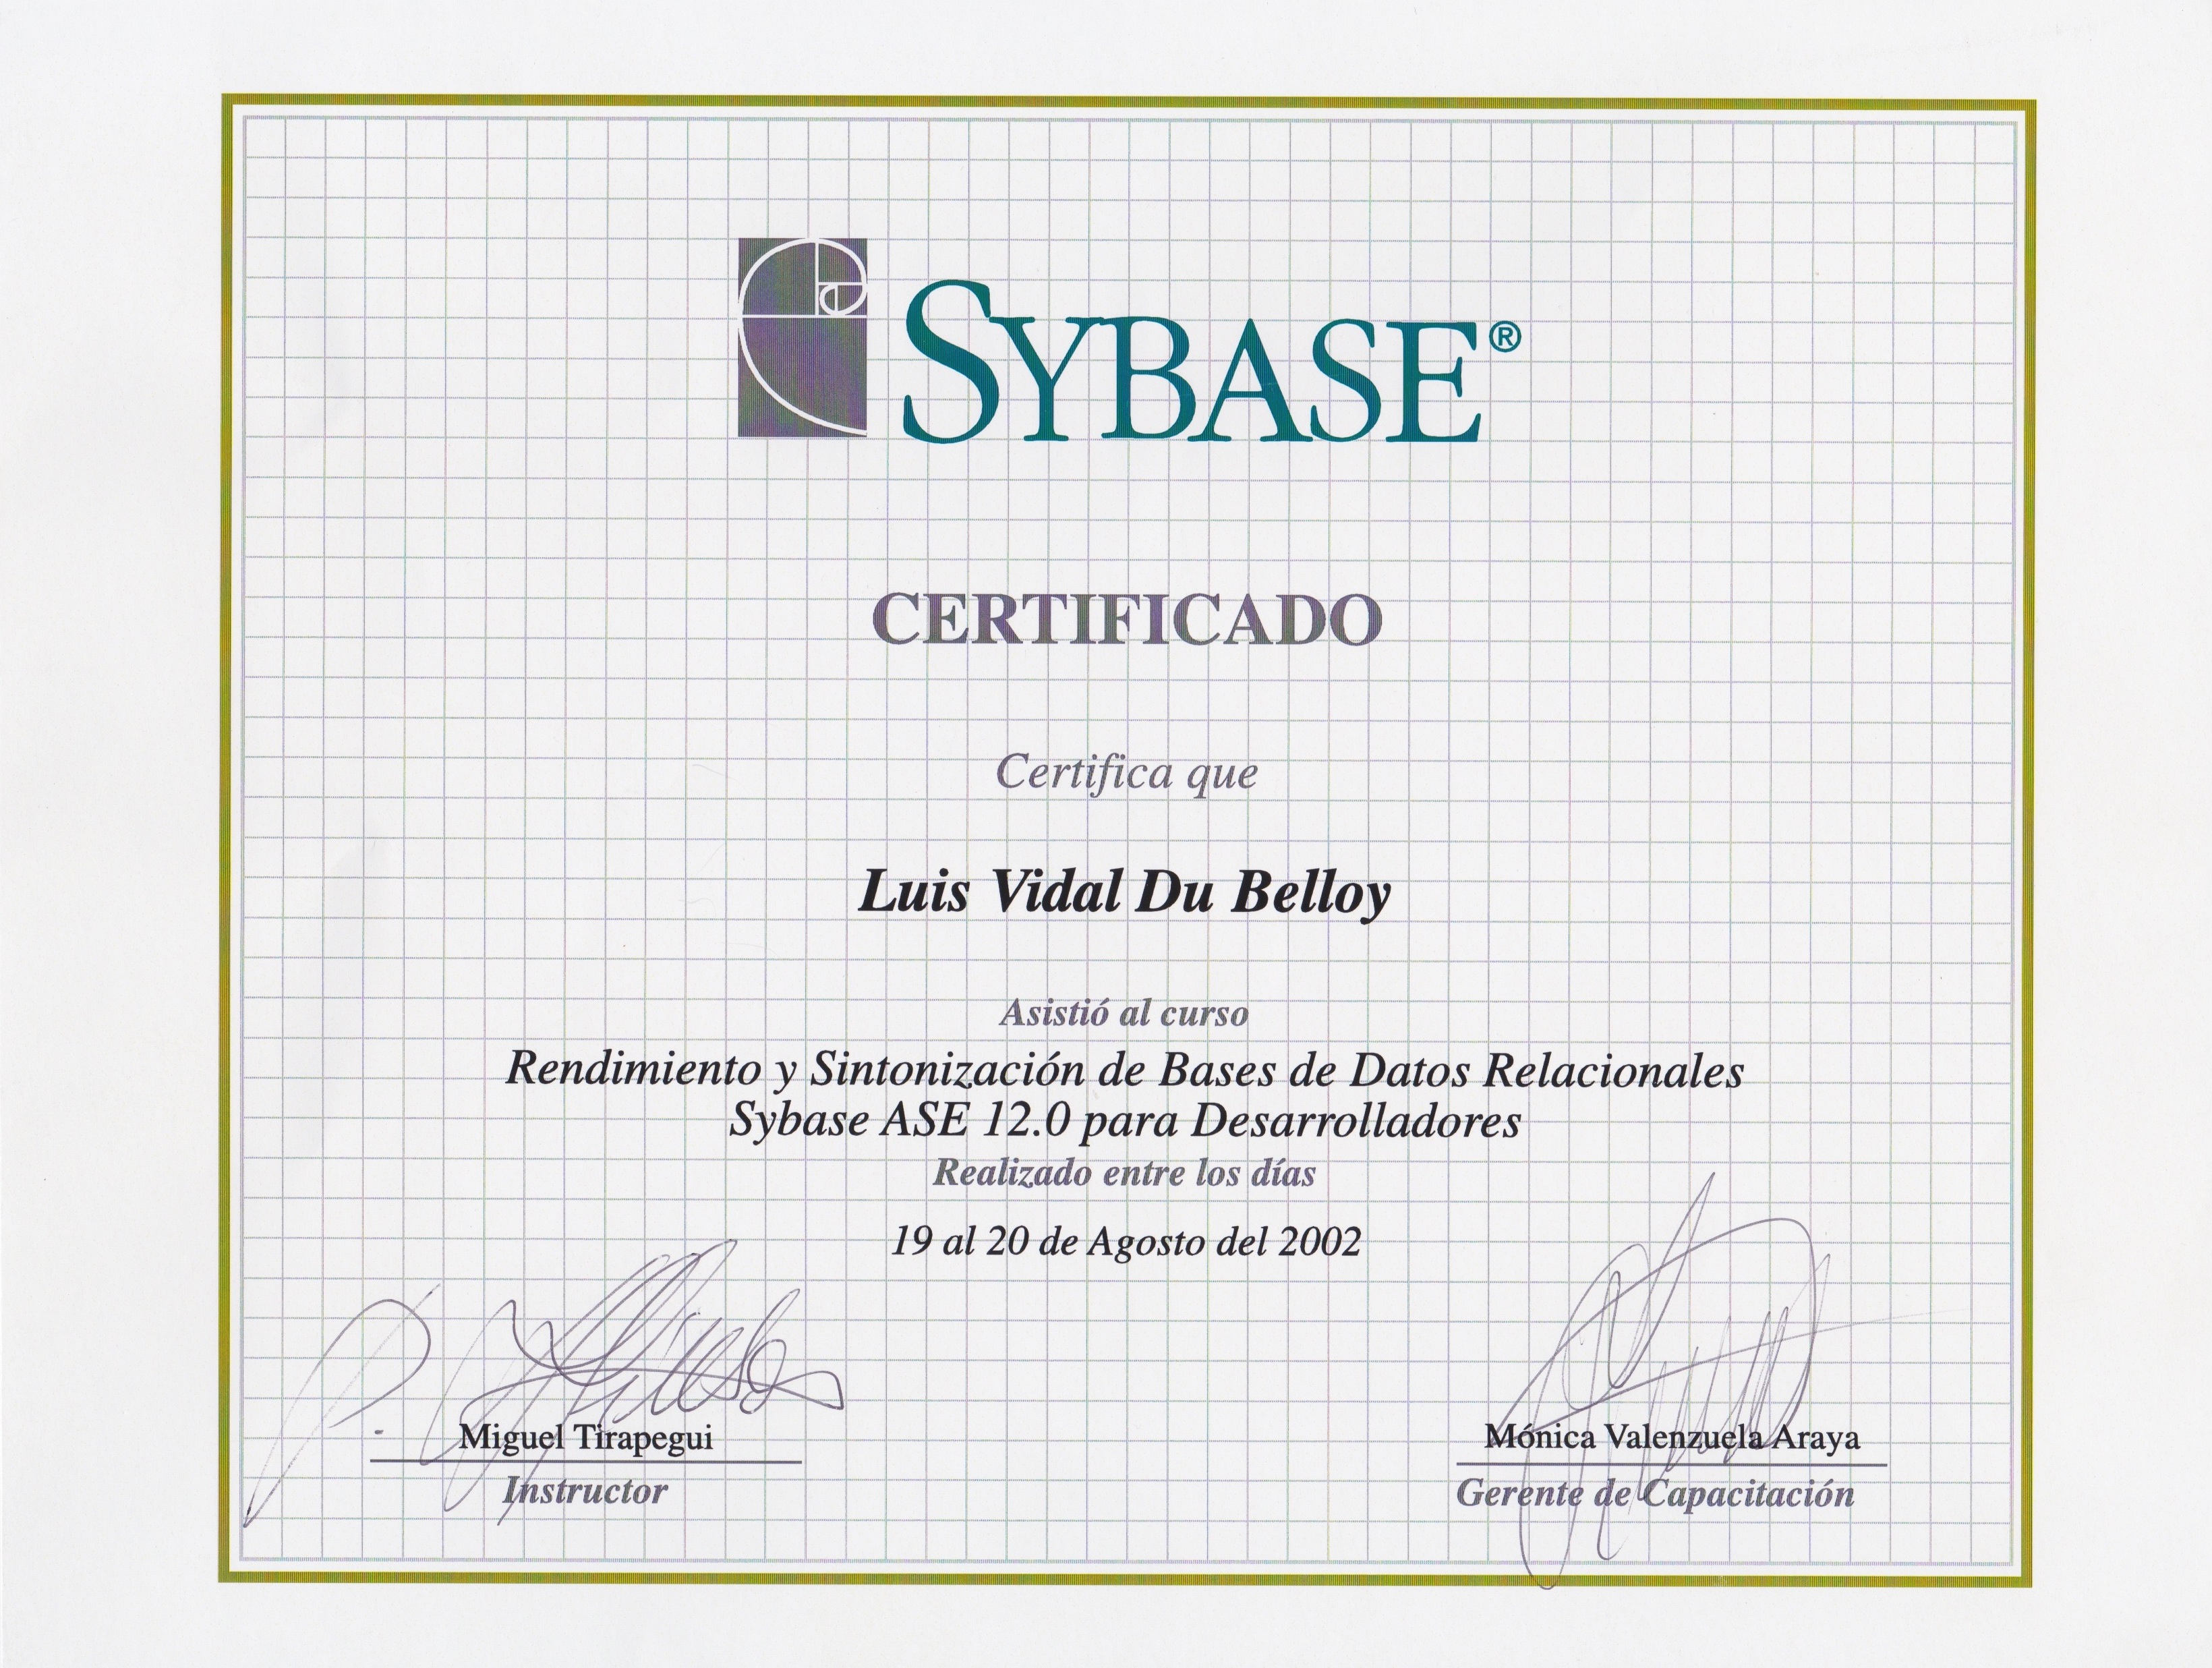 SYBASE®
CERTIFICADO
Certifica que
Luis Vidal Du Belloy
Asistió al curso
Rendimiento y Sintonización de Bases de Datos Relacionales
Sybase ASE 12.0 para Desarrolladores
Realizado entre los días
19 al 20 de Agosto del 2002
Miguel Tirapegui
Instructor
Mónica Valenzuela Araya
Gerente de Capacitación